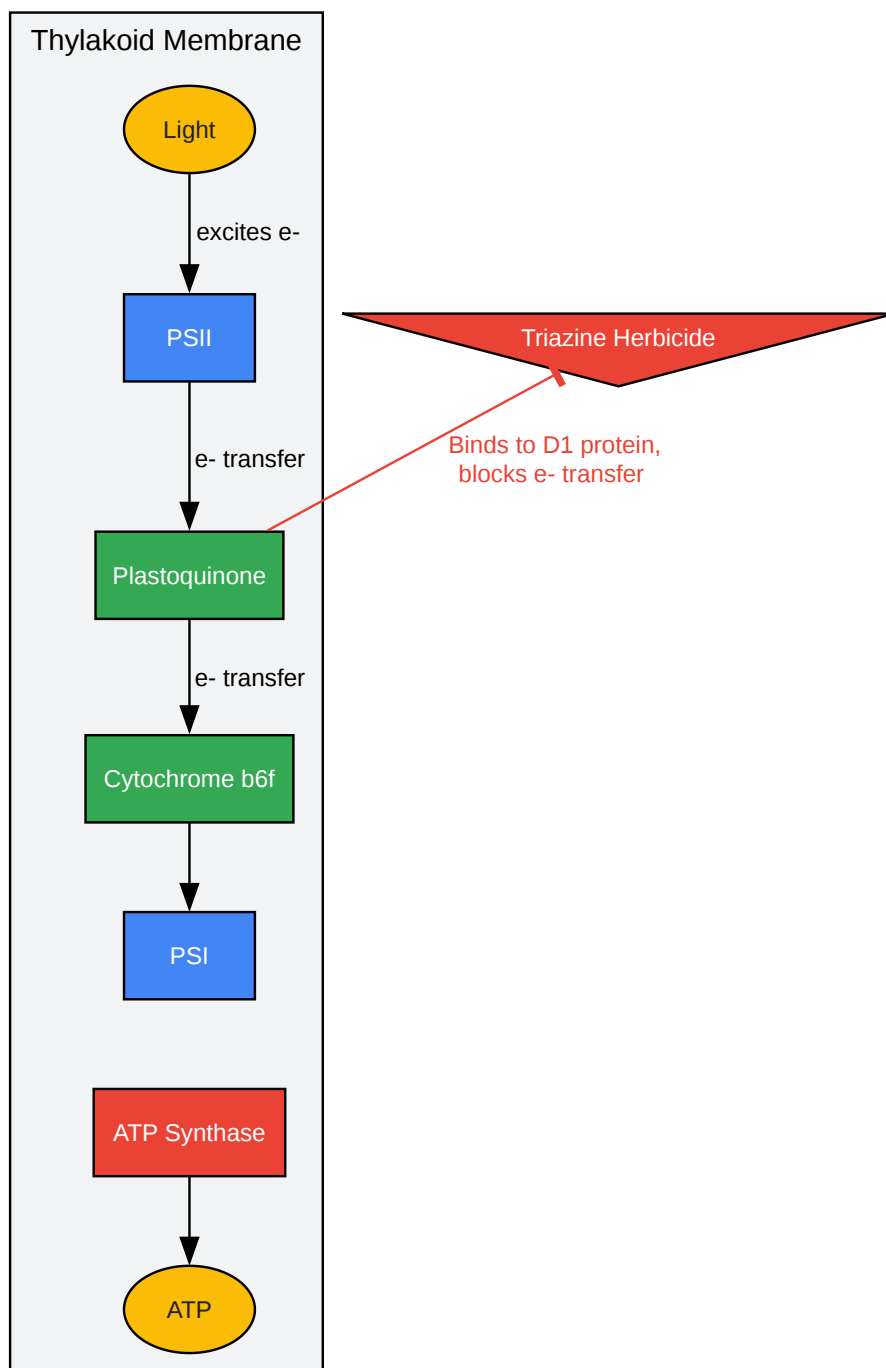 Thylakoid Membrane
Light
excites e-
PSII
Triazine Herbicide
e- transfer
Binds to D1 protein,
blocks e- transfer
Plastoquinone
e- transfer
Cytochrome b6f
PSI
ATP Synthase
ATP